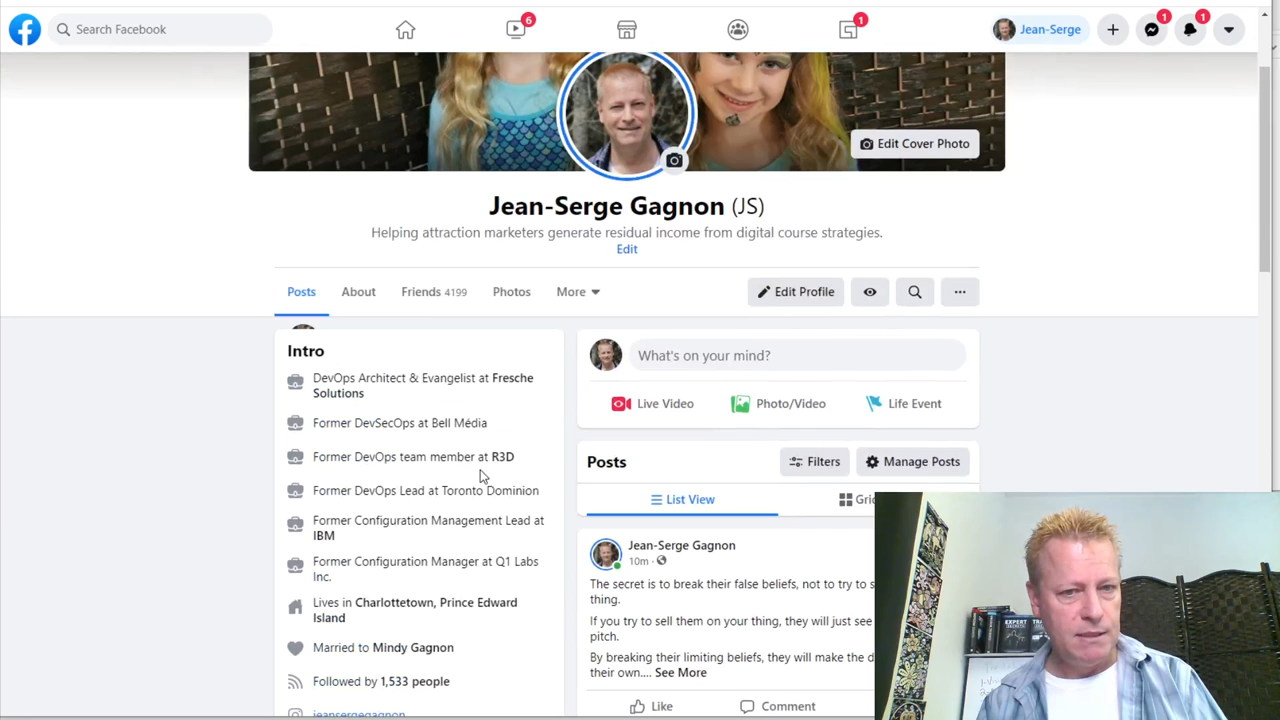 Search Facebook
6
1
Jean-Serge
1
1
Edit Cover Photo
Jean-Serge Gagnon (JS)
Helping attraction marketers generate residual income from digital course strategies.
Edit
Posts
About
Friends 4199
Photos
More
Edit Profile
Intro
DevOps Architect & Evangelist at Fresche
Solutions
Former DevSecOps at Bell Média
Former DevOps team member at R3D
Former DevOps Lead at Toronto Dominion
Former Configuration Management Lead at
IBM
Former Configuration Manager at Q1 Labs
Inc.
Lives in Charlottetown, Prince Edward
Island
Married to Mindy Gagnon
Followed by 1,533 people
jeansergegagnon
What's on your mind?
Live Video
Photo/Video
Life Event
Posts
Filters
Manage Posts
List View
Gri
Jean-Serge Gagnon
10m
The secret is to break their false beliefs, not to try to s
thing.
If you try to sell them on your thing, they will just see
pitch.
By breaking their limiting beliefs, they will make the d
their own.... See More
Like
Comment
EXPERT
SECRETS